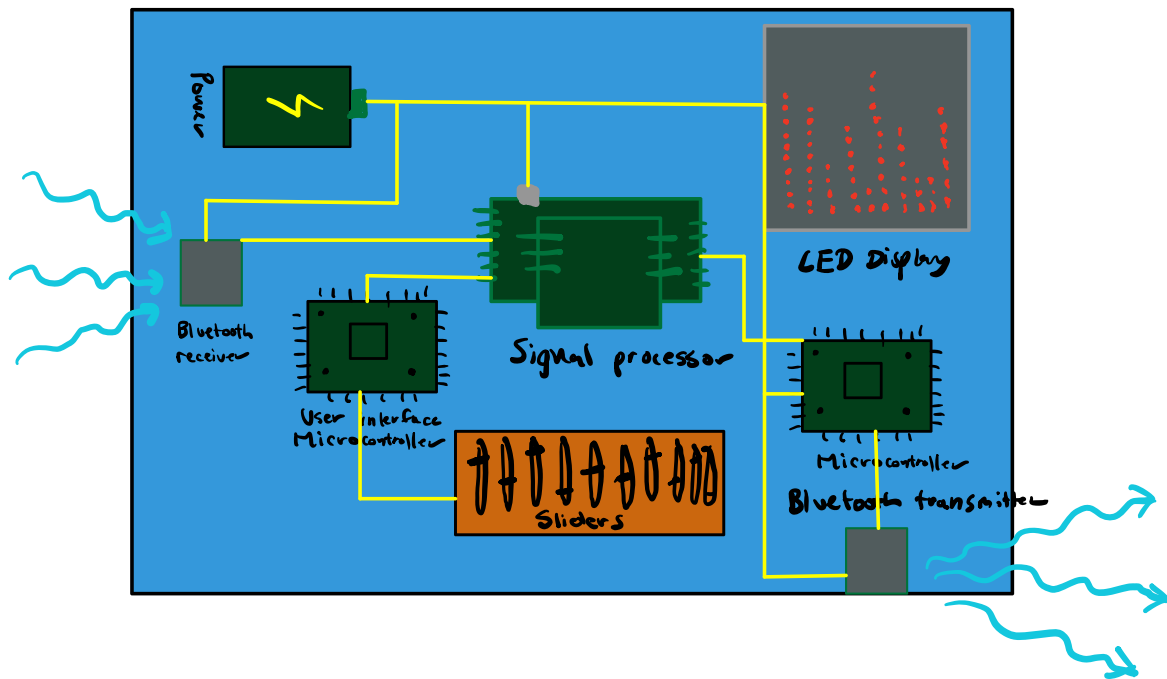 Power
LED Display
Bluetooth
receiver
Signal processor
User interface
Microcontroller
Microcontroller
Sliders
Bluetooth transmitter